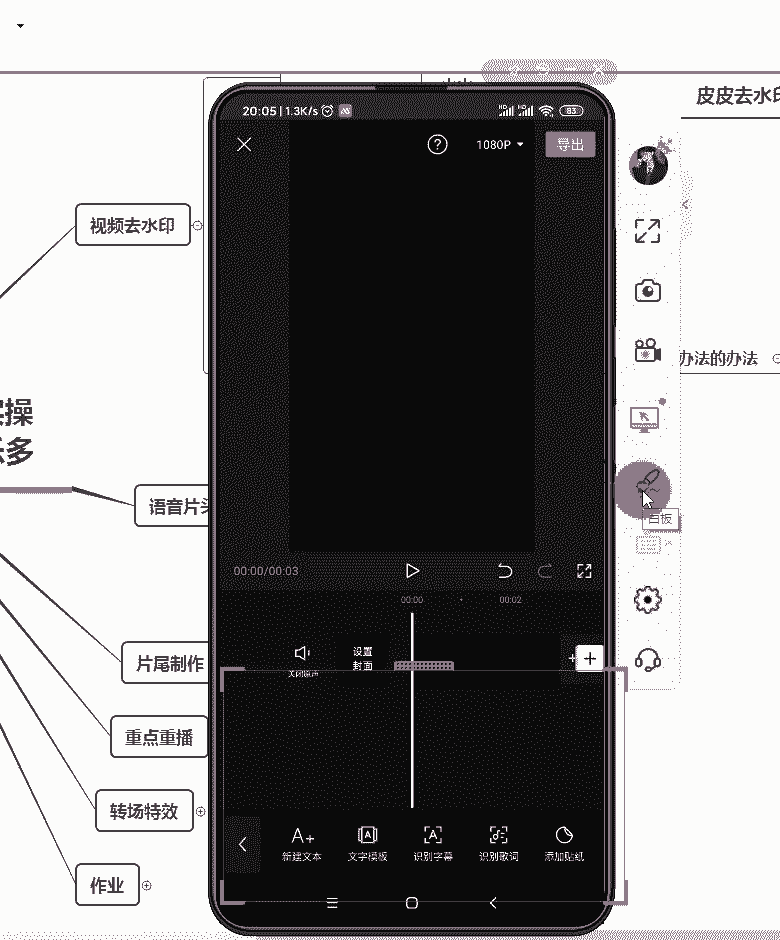 20:05 | 1.3K/s
83
皮皮去水印
1080P
导出
视频去水印
办法的办法
操
乐多
语音片头
白板
00:00/00:03
00:00
00:02
设置
封面
关闭原声
片尾制作
重点重播
转场特效
作业
新建文本
文字模板
识别字幕
识别歌词
添加贴纸